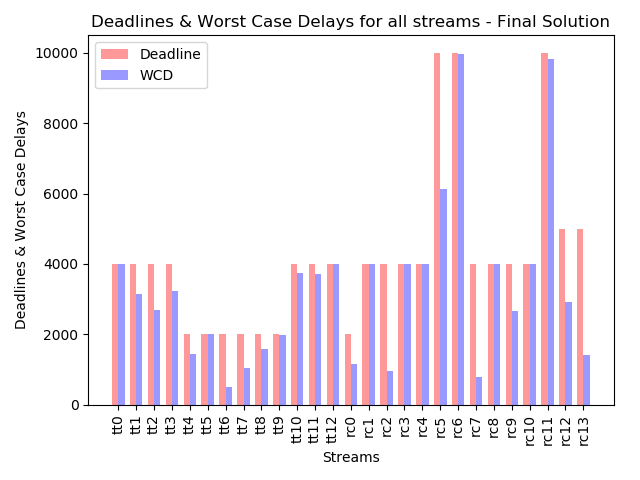 Deadlines & Worst Case Delays for all streams - Final Solution
Deadline
WCD
Deadlines & Worst Case Delays
10000
8000
6000
4000
2000
0
tt0 tt1 tt2 tt3 tt4 tt5 tt6 tt7 tt8 tt9 tt10 tt11 tt12 rc0 rc1 rc2 rc3 rc4 rc5 rc6 rc7 rc8 rc9 rc10 rc11 rc12 rc13
Streams